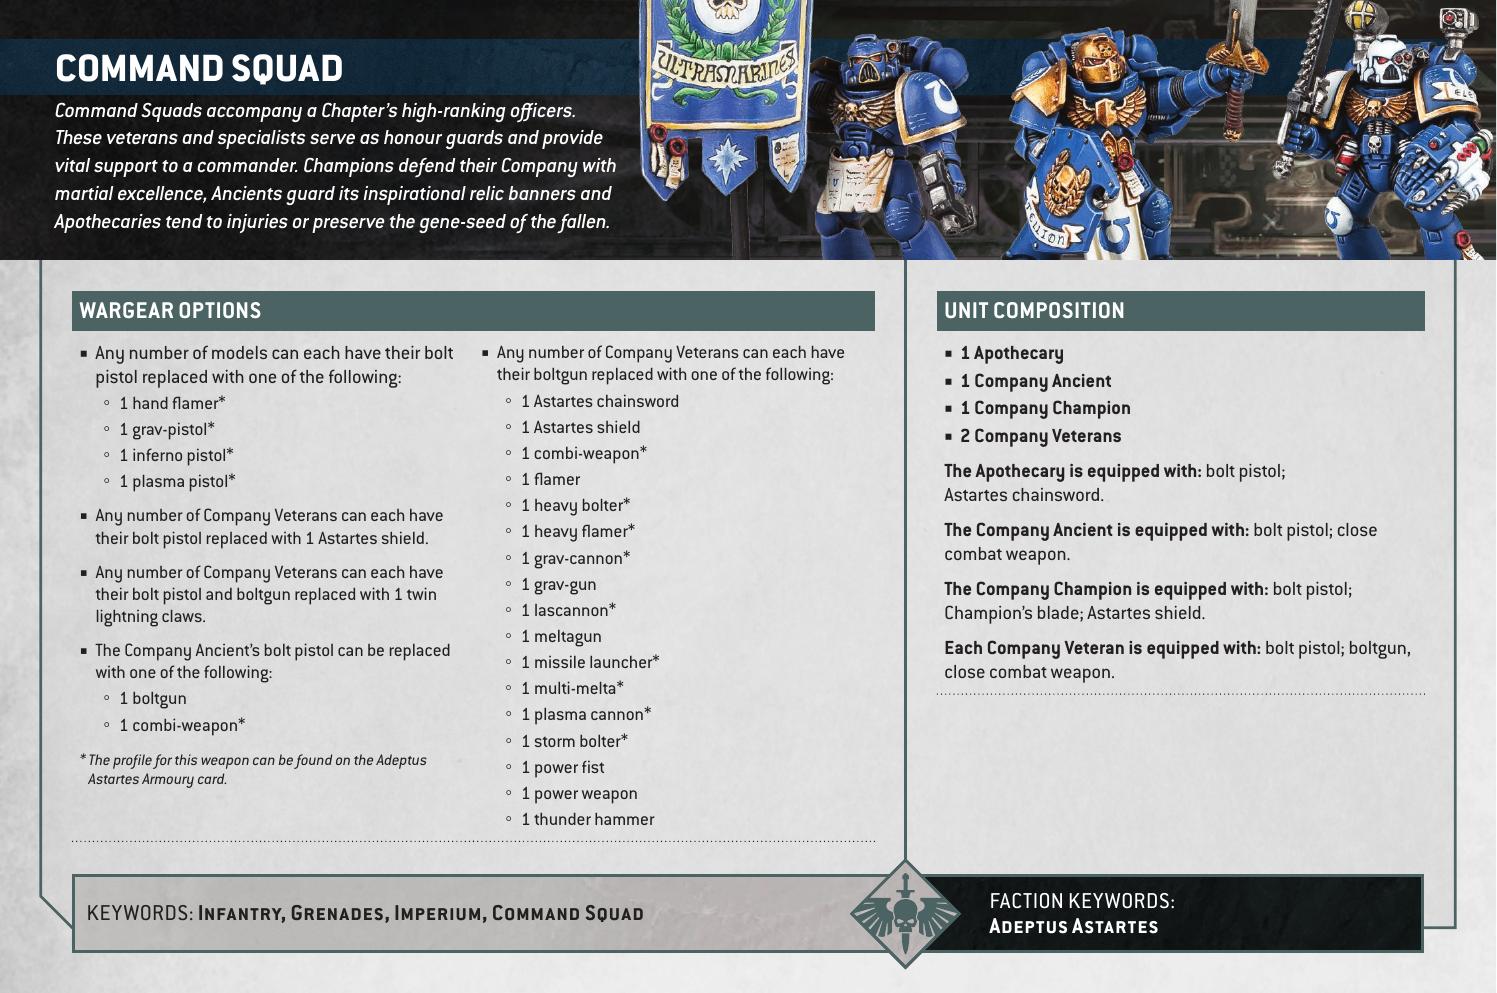 COMMAND SQUAD
Command Squads accompany a Chapter's high-ranking officers.
These veterans and specialists serve as honour guards and provide
vital support to a commander. Champions defend their Company with
martial excellence, Ancients guard its inspirational relic banners and
Apothecaries tend to injuries or preserve the gene-seed of the fallen.
ULTRAMARINES
WARGEAR OPTIONS
▪ Any number of models can each have their bolt
pistol replaced with one of the following:
◦ 1 hand flamer*
◦ 1 grav-pistol*
◦ 1 inferno pistol*
◦ 1 plasma pistol*
▪ Any number of Company Veterans can each have
their bolt pistol replaced with 1 Astartes shield.
▪ Any number of Company Veterans can each have
their bolt pistol and boltgun replaced with 1 twin
lightning claws.
▪ The Company Ancient's bolt pistol can be replaced
with one of the following:
◦ 1 boltgun
◦ 1 combi-weapon*
* The profile for this weapon can be found on the Adeptus
Astartes Armoury card.
▪ Any number of Company Veterans can each have
their boltgun replaced with one of the following:
◦ 1 Astartes chainsword
◦ 1 Astartes shield
◦ 1 combi-weapon*
◦ 1 flamer
◦ 1 heavy bolter*
◦ 1 heavy flamer*
◦ 1 grav-cannon*
◦ 1 grav-gun
◦ 1 lascannon*
◦ 1 meltagun
◦ 1 missile launcher*
◦ 1 multi-melta*
◦ 1 plasma cannon*
◦ 1 storm bolter*
◦ 1 power fist
◦ 1 power weapon
◦ 1 thunder hammer
UNIT COMPOSITION
▪ 1 Apothecary
▪ 1 Company Ancient
▪ 1 Company Champion
▪ 2 Company Veterans
The Apothecary is equipped with: bolt pistol;
Astartes chainsword.
The Company Ancient is equipped with: bolt pistol; close
combat weapon.
The Company Champion is equipped with: bolt pistol;
Champion's blade; Astartes shield.
Each Company Veteran is equipped with: bolt pistol; boltgun,
close combat weapon.
KEYWORDS: INFANTRY, GRENADES, IMPERIUM, COMMAND SQUAD
FACTION KEYWORDS:
ADEPTUS ASTARTES